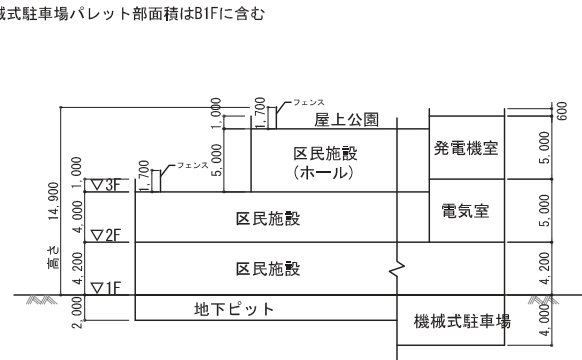 械式駐車場パレット部面積はB1Fに含む
600
1,000
1,700
フェンス
屋上公園
発電機室
5,000
区民施設
(ホール)
5,000
1,700
フェンス
1,000
▽3F
14,900
高さ
4,000
区民施設
電気室
5,000
▽2F
4,200
区民施設
4,200
▽1F
2,000
地下ピット
機械式駐車場
4,000